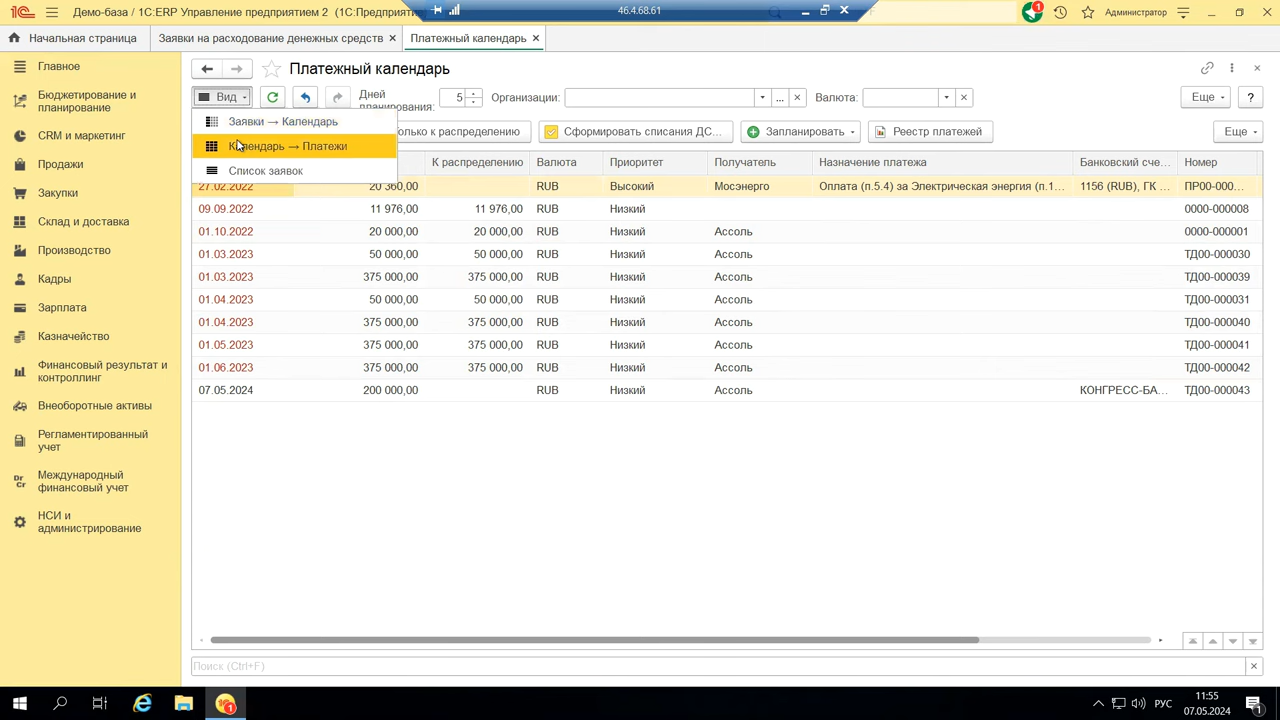 Демо-база / 1С:ERP Управление предприятием 2 (1С:Предприяти
46.4.68.61
1
Администратор
Начальная страница
Заявки на расходование денежных средств
Платежный календарь
Главное
Бюджетирование и
планирование
CRM и маркетинг
Продажи
Закупки
Склад и доставка
Производство
Кадры
Зарплата
Казначейство
Финансовый результат и
контроллинг
Внеоборотные активы
Регламентированный
учет
Международный
финансовый учет
НСИ и
администрирование
Платежный календарь
Вид
Дней
планирования:
5
Организации:
...
Валюта:
Еще
?
Заявки → Календарь
Календарь → Платежи
Список заявок
олько к распределению
Сформировать списания ДС...
Запланировать
Реестр платежей
Еще
К распределению Валюта Приоритет Получатель Назначение платежа Банковский сче... Номер
27.02.2022 20 360,00 RUB Высокий Мосэнерго Оплата (п.5.4) за Электрическая энергия (п.1... 1156 (RUB), ГК ... ПР00-000...
09.09.2022 11 976,00 11 976,00 RUB Низкий 0000-000008
01.10.2022 20 000,00 20 000,00 RUB Низкий Ассоль 0000-000001
01.03.2023 50 000,00 50 000,00 RUB Низкий Ассоль ТД00-000030
01.03.2023 375 000,00 375 000,00 RUB Низкий Ассоль ТД00-000039
01.04.2023 50 000,00 50 000,00 RUB Низкий Ассоль ТД00-000031
01.04.2023 375 000,00 375 000,00 RUB Низкий Ассоль ТД00-000040
01.05.2023 375 000,00 375 000,00 RUB Низкий Ассоль ТД00-000041
01.06.2023 375 000,00 375 000,00 RUB Низкий Ассоль ТД00-000042
07.05.2024 200 000,00 RUB Низкий Ассоль КОНГРЕСС-БА... ТД00-000043
Поиск (Ctrl+F)
РУС
11:55
07.05.2024
1